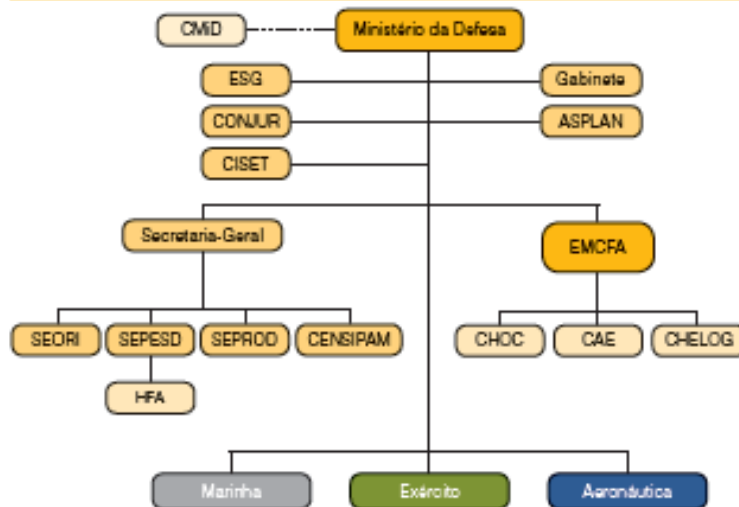 CMiD
Ministério da Defesa
ESG
Gabinete
CONJUR
ASPLAN
CISET
Secretaria-Geral
EMCFA
SEORI
SEPESD
SEPROD
CENSIPAM
CHOC
CAE
CHELOG
HFA
Marinha
Exército
Aeronáutica